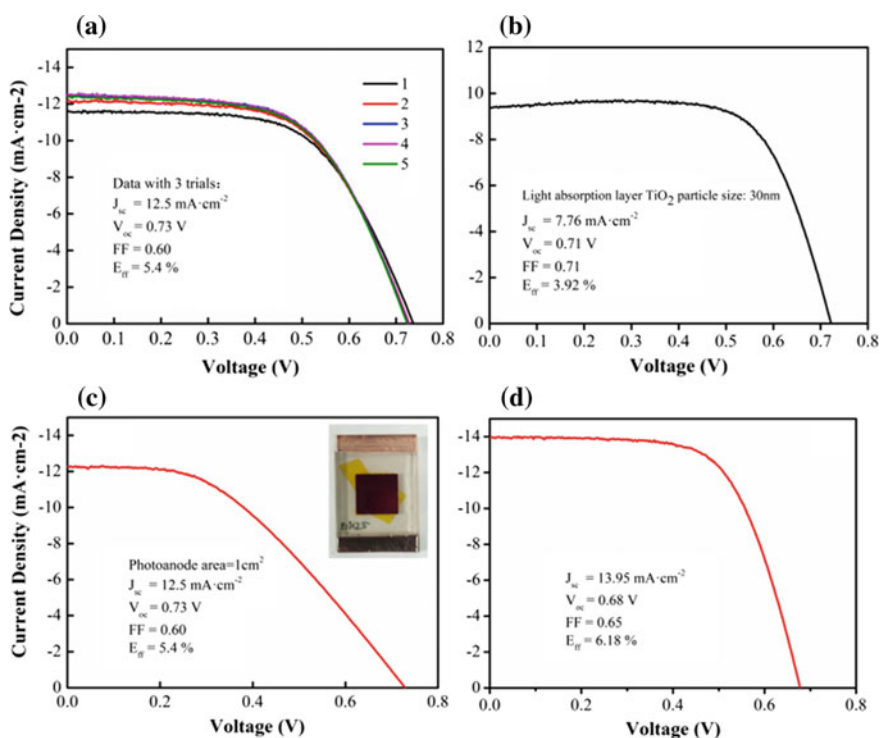 (a)
Current Density (mA·cm-2)
-14
-12
-10
-8
-6
-4
-2
0
1
2
3
4
5
Data with 3 trials:
Jsc = 12.5 mA·cm-2
Voc = 0.73 V
FF = 0.60
Eff = 5.4 %
0.0 0.1 0.2 0.3 0.4 0.5 0.6 0.7 0.8
Voltage (V)
(b)
12
10
-8
-6
-4
-2
0
Light absorption layer TiO2 particle size: 30nm
Jsc = 7.76 mA·cm-2
Voc = 0.71 V
FF = 0.71
Eff = 3.92 %
0.0 0.1 0.2 0.3 0.4 0.5 0.6 0.7 0.8
Voltage (V)
(c)
Current Density (mA·cm-2)
-14
-12
-10
-8
-6
-4
-2
0
Photoanode area=1cm2
Jsc = 12.5 mA·cm-2
Voc = 0.73 V
FF = 0.60
Eff = 5.4 %
0.0 0.2 0.4 0.6 0.8
Voltage (V)
(d)
-14
-12
-10
-8
-6
-4
-2
0
Jsc = 13.95 mA·cm-2
Voc = 0.68 V
FF = 0.65
Eff = 6.18 %
0.0 0.2 0.4 0.6 0.8
Voltage (V)